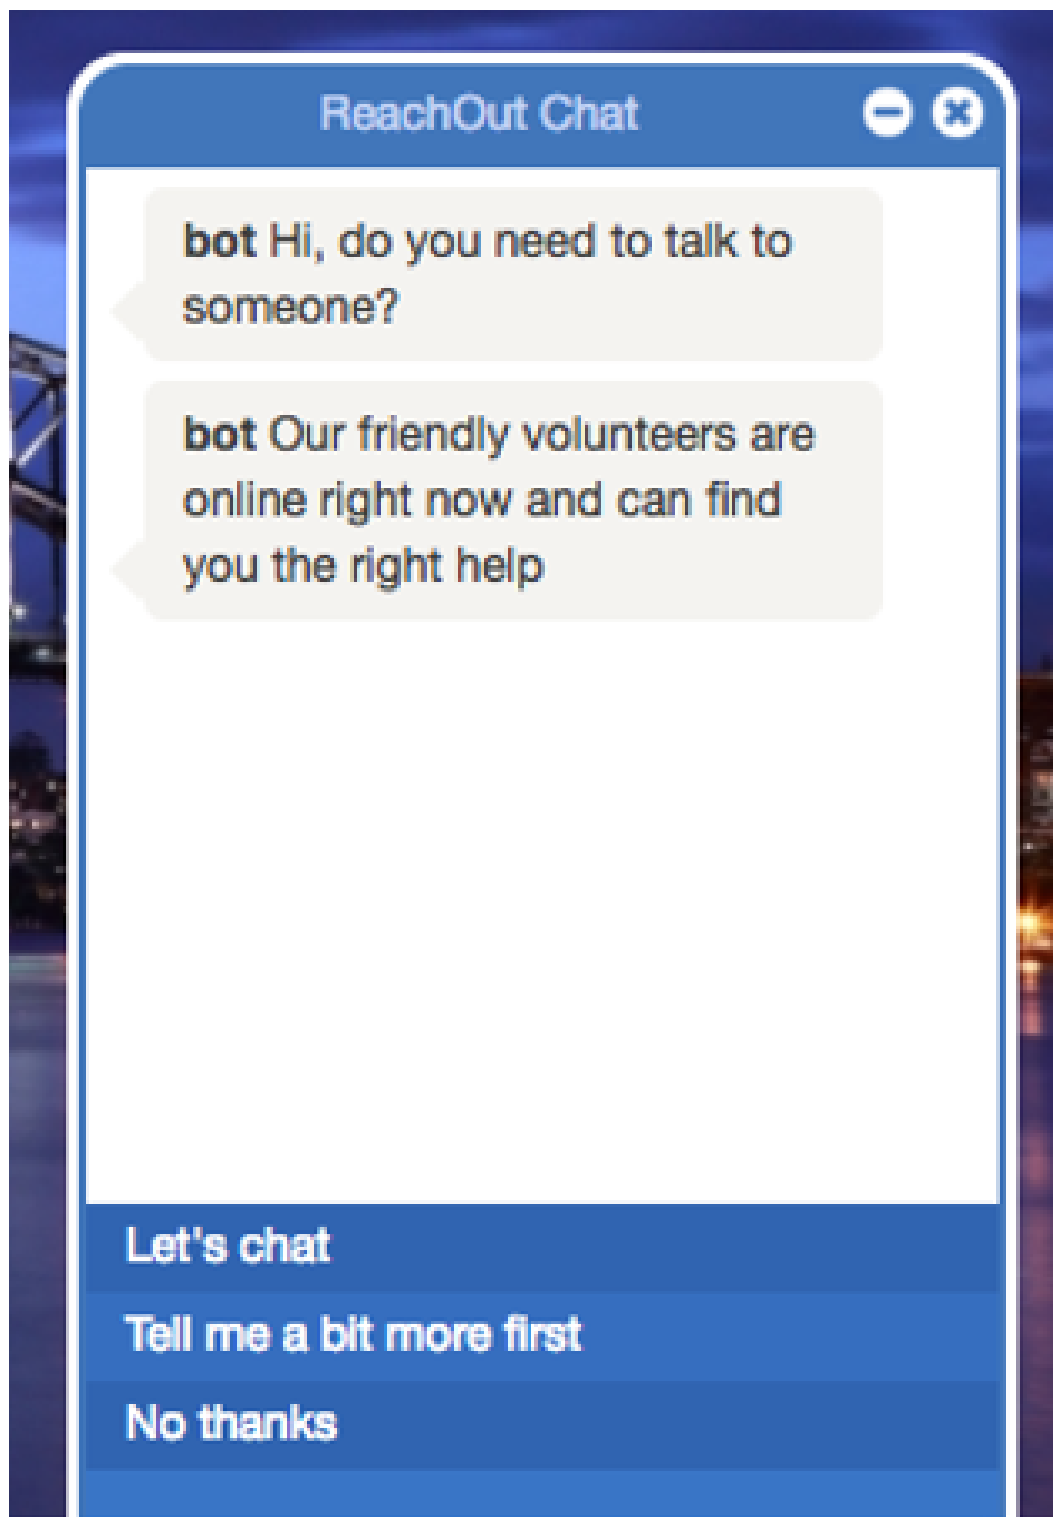 ReachOut Chat
bot Hi, do you need to talk to
someone?
bot Our friendly volunteers are
online right now and can find
you the right help
Let's chat
Tell me a bit more first
No thanks